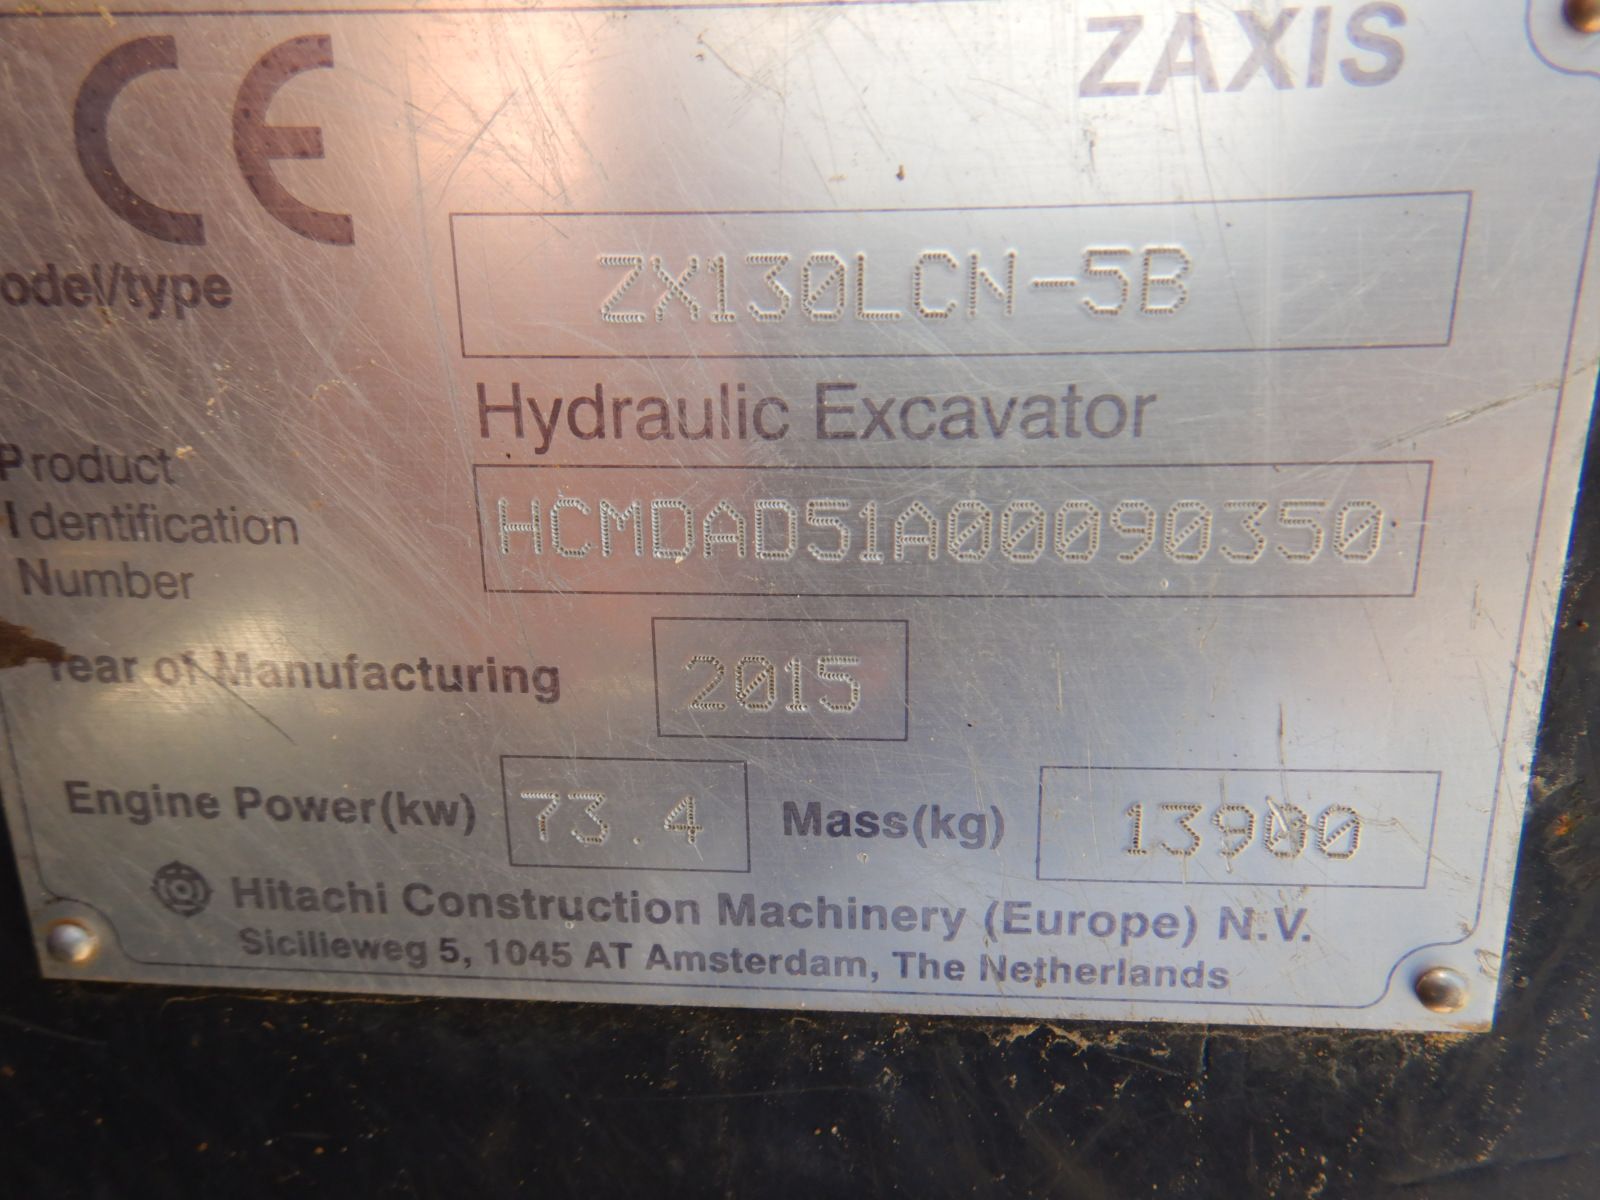 CE
ZAXIS
odel/type
ZX130LCN-5B
Hydraulic Excavator
Product
Identification
Number
HCMDAD51A00090350
Year of Manufacturing
2015
Engine Power(kw)
73.4
Mass(kg)
13900
Hitachi Construction Machinery (Europe) N.V.
Sicilieweg 5, 1045 AT Amsterdam, The Netherlands